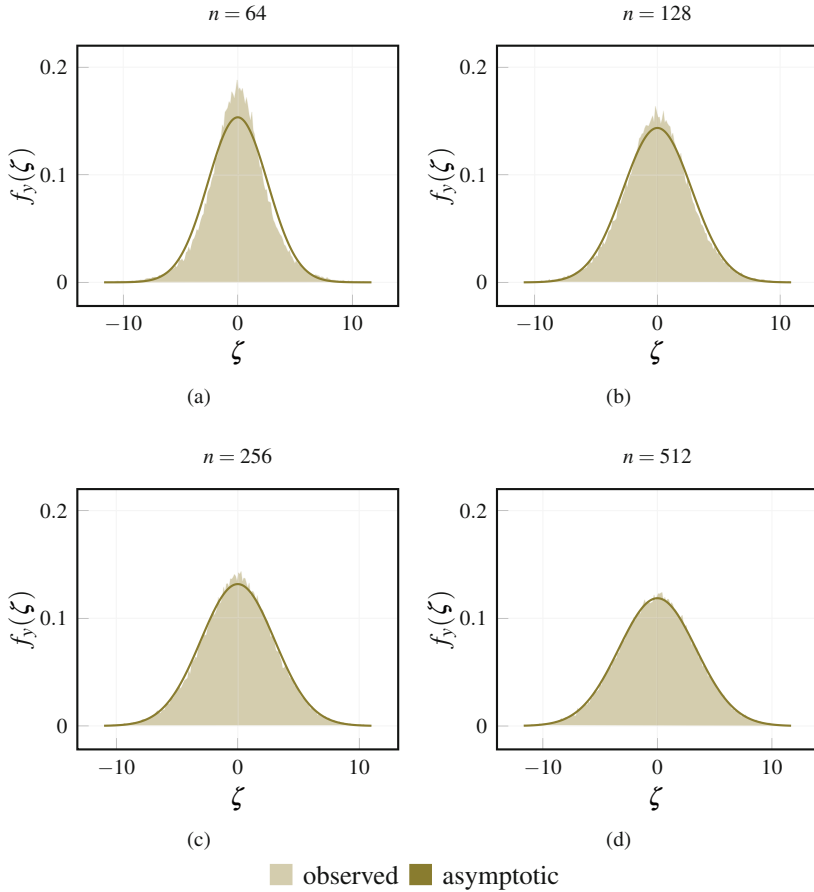 n = 64
n = 128
0.2
0.1
0
f_y(ζ)
−10 0 10
ζ
(a)
0.2
0.1
0
f_y(ζ)
−10 0 10
ζ
(b)
n = 256
n = 512
0.2
0.1
0
f_y(ζ)
−10 0 10
ζ
(c)
0.2
0.1
0
f_y(ζ)
−10 0 10
ζ
(d)
observed asymptotic